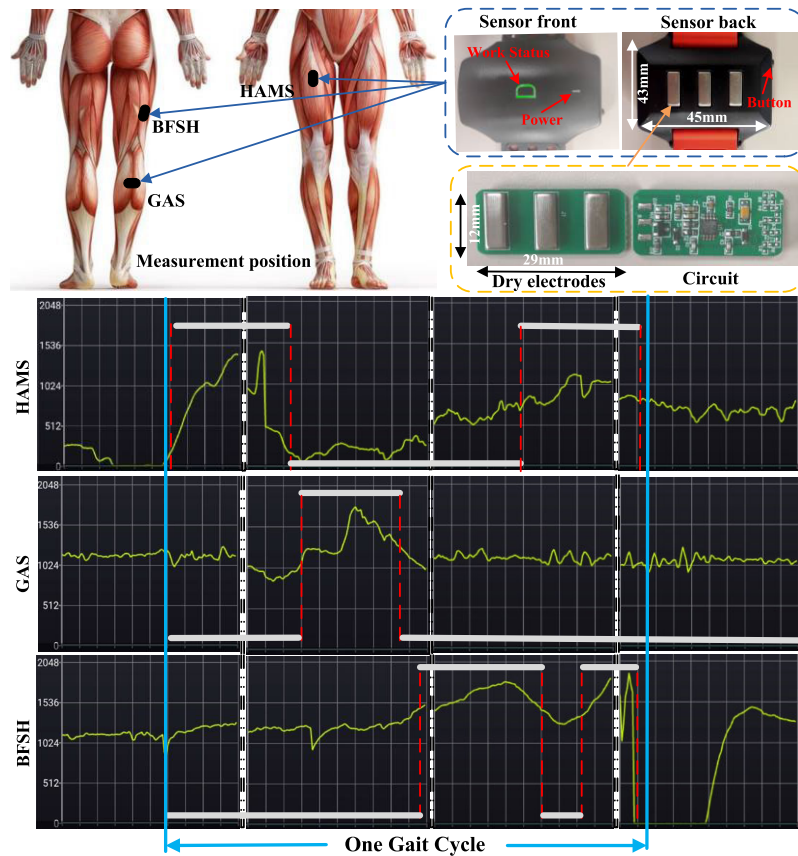 Sensor front
Sensor back
Work Status
HAMS
Power
43mm
45mm
Button
BFSH
GAS
12mm
29mm
Measurement position
Dry electrodes
Circuit
HAMS
2048
1536
1024
512
0
GAS
2048
1536
1024
512
0
BFSH
2048
1536
1024
512
0
One Gait Cycle